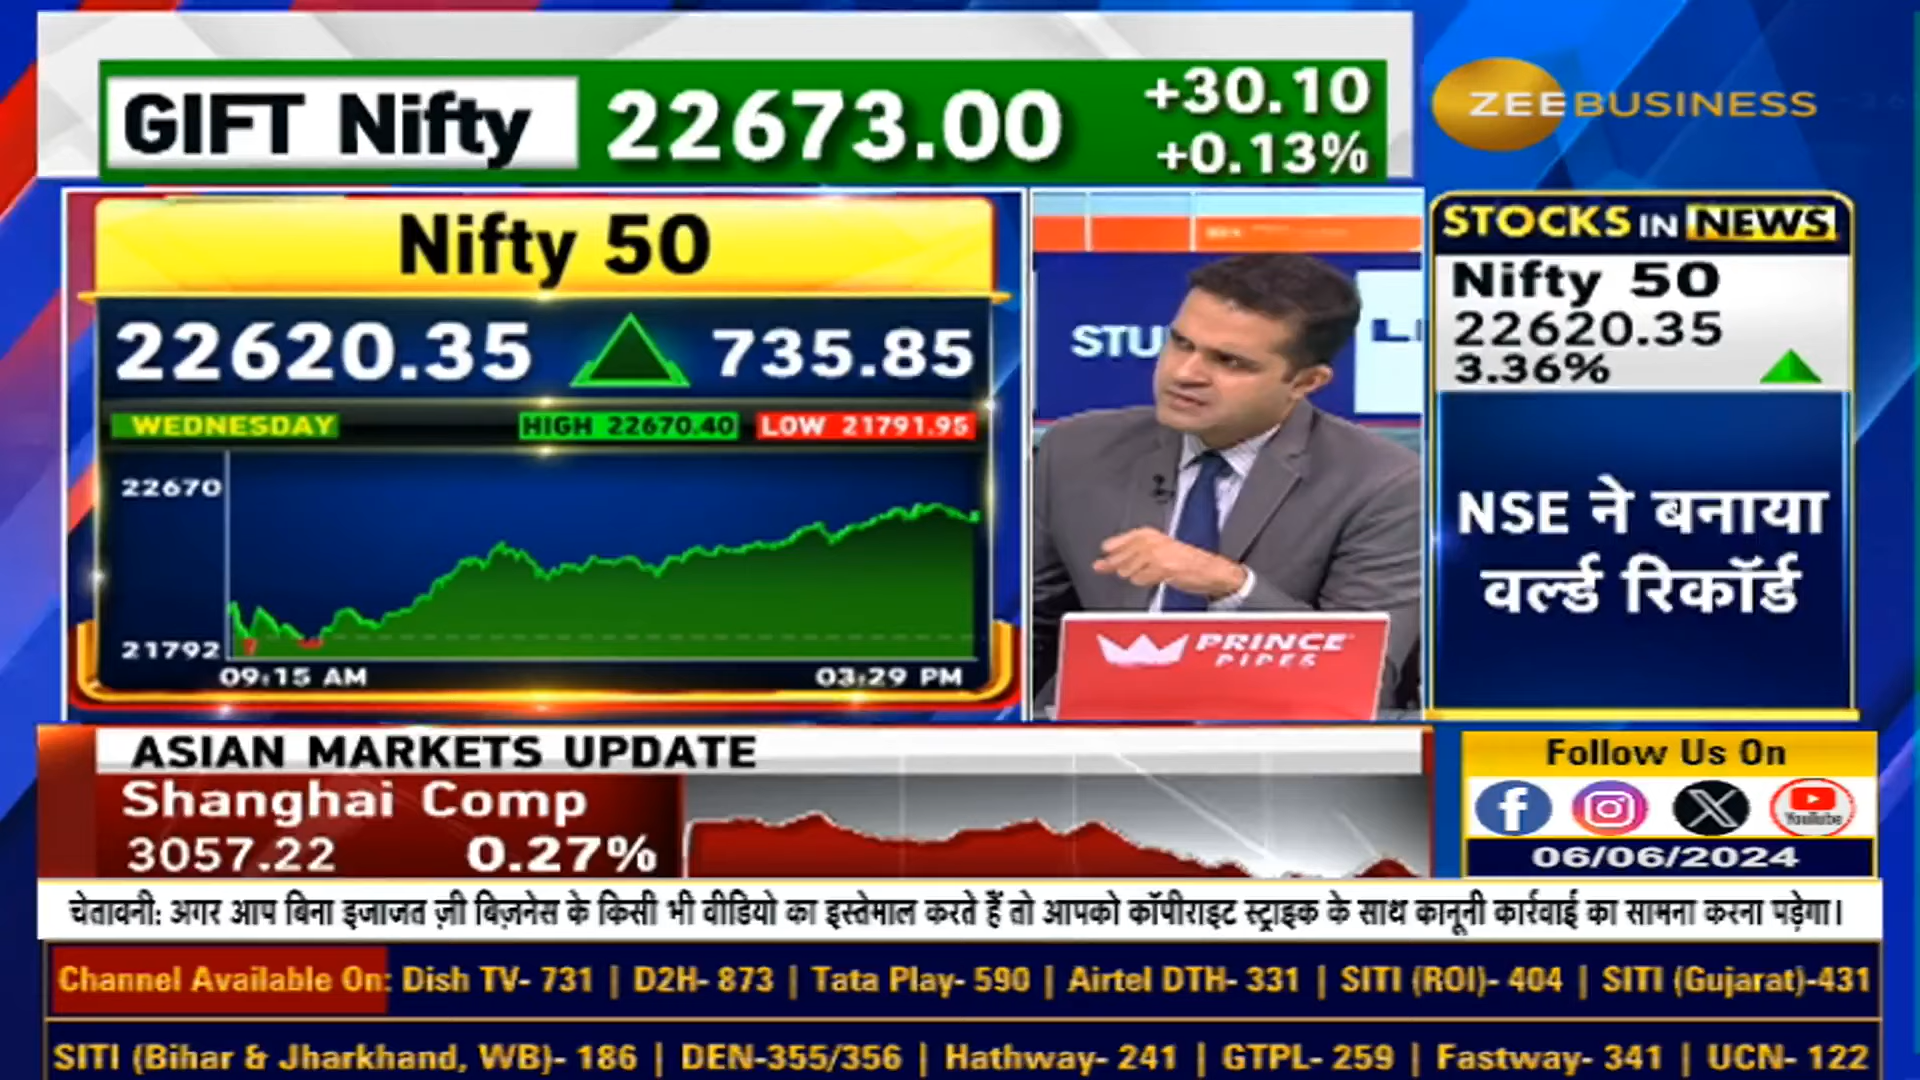 GIFT Nifty 22673.00 +30.10
+0.13%
ZEEBUSINESS
Nifty 50
22620.35 735.85
WEDNESDAY HIGH 22670.40 LOW 21791.95
22670
21792
09:15 AM 03:29 PM
STU
PRINCE
PIPES
STOCKS IN NEWS
Nifty 50
22620.35
3.36%
NSE ने बनाया
वर्ल्ड रिकॉर्ड
ASIAN MARKETS UPDATE
Shanghai Comp
3057.22 0.27%
Follow Us On
YouTube
06/06/2024
चेतावनी: अगर आप बिना इजाजत ज़ी बिज़नेस के किसी भी वीडियो का इस्तेमाल करते हैं तो आपको कॉपीराइट स्ट्राइक के साथ कानूनी कार्रवाई का सामना करना पड़ेगा।
Channel Available On: Dish TV- 731 | D2H- 873 | Tata Play- 590 | Airtel DTH- 331 | SITI (ROI)- 404 | SITI (Gujarat)-431
SITI (Bihar & Jharkhand, WB)- 186 | DEN-355/356 | Hathway- 241 | GTPL- 259 | Fastway- 341 | UCN- 122